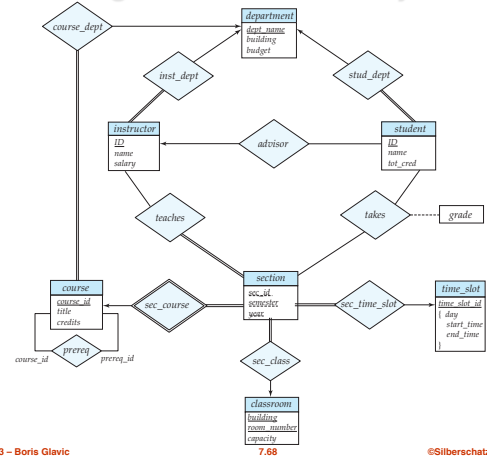 department
course_dept
dept_name
building
budget
inst_dept
stud_dept
instructor
student
ID
name
salary
advisor
ID
name
tot_cred
teaches
takes
grade
section
course
time_slot
course_id
title
credits
sec_course
sec_id
semester
year
sec_time_slot
time_slot_id
{ day
start_time
end_time
}
prereq
course_id
prereq_id
sec_class
classroom
building
room_number
capacity
3 – Boris Glavic
7.68
©Silberschatz